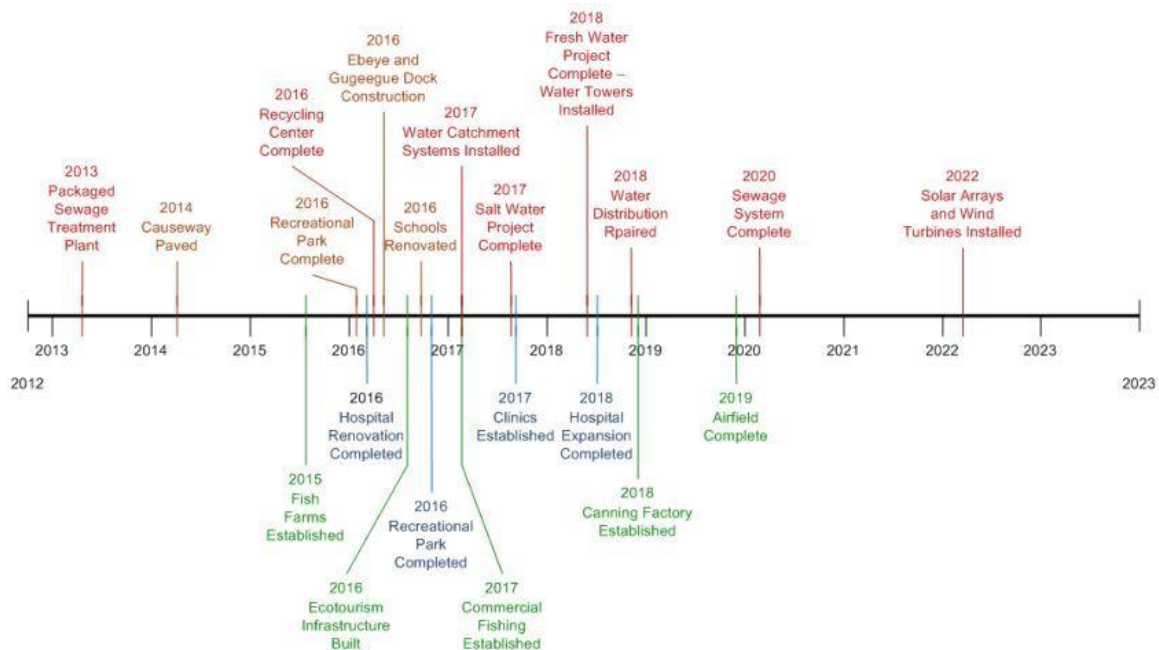 2018
Fresh Water
Project
Complete –
Water Towers
Installed
2016
Ebeye and
Gugeegue Dock
Construction
2016
Recycling
Center
Complete
2017
Water Catchment
Systems Installed
2013
Packaged
Sewage
Treatment
Plant
2014
Causeway
Paved
2016
Recreational
Park
Complete
2016
Schools
Renovated
2017
Salt Water
Project
Complete
2018
Water
Distribution
Rpaired
2020
Sewage
System
Complete
2022
Solar Arrays
and Wind
Turbines Installed
2013 2014 2015 2016 2017 2018 2019 2020 2021 2022 2023
2012 2023
2016
Hospital
Renovation
Completed
2017
Clinics
Established
2018
Hospital
Expansion
Completed
2019
Airfield
Complete
2015
Fish
Farms
Established
2016
Recreational
Park
Completed
2018
Canning Factory
Established
2016
Ecotourism
Infrastructure
Built
2017
Commercial
Fishing
Established